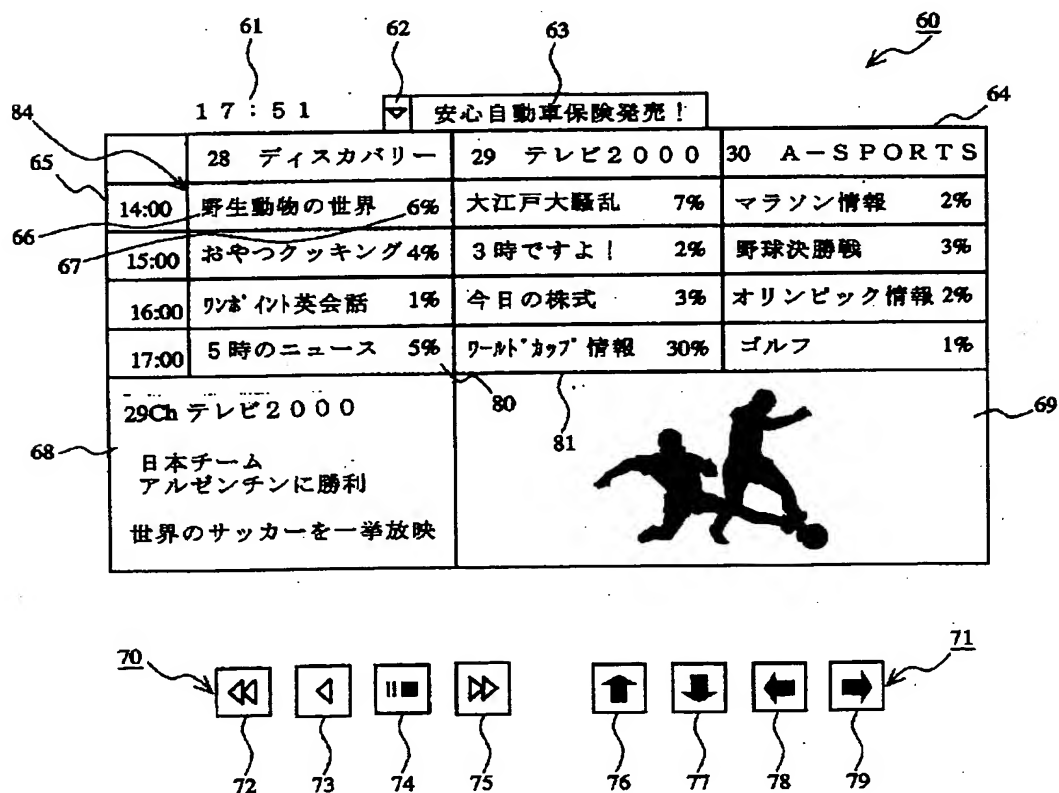 61
62
63
60
17:51
安心自動車保険発売!
64
84
65
28 ディスカバリー
29 テレビ2000
30 A-SPORTS
14:00
野生動物の世界 6%
大江戸大騒乱 7%
マラソン情報 2%
66
67
15:00
おやつクッキング 4%
3時ですよ! 2%
野球決勝戦 3%
16:00
ワンポイント英会話 1%
今日の株式 3%
オリンピック情報 2%
17:00
5時のニュース 5%
ワールドカップ情報 30%
ゴルフ 1%
80
81
69
68
29Ch テレビ2000
日本チーム
アルゼンチンに勝利
世界のサッカーを一挙放映
70
71
72
73
74
75
76
77
78
79